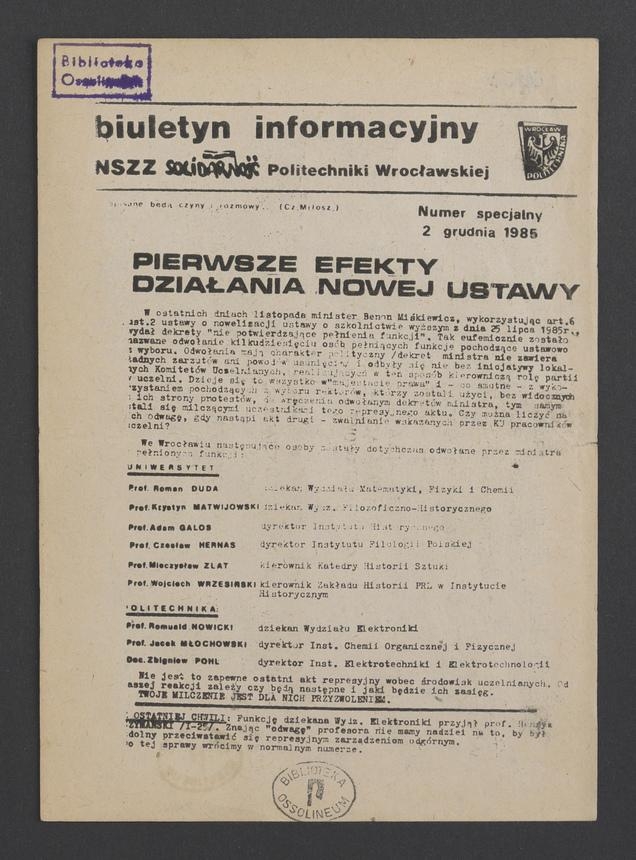 Biblioteka
biuletyn informacyjny
WROCŁAW
POLITECHNIKA
NSZZ SOLIDARNOŚĆ Politechniki Wrocławskiej
będą czyny i rozmowy.. (Cz.Miłosz)
Numer specjalny
2 grudnia 1985
PIERWSZE EFEKTY
DZIAŁANIA NOWEJ USTAWY
W ostatnich dniach listopada minister Benon Miśkiewicz, wykorzystując art.6
ust.2 ustawy o nowelizacji ustawy o szkolnictwie wyższym z dnia 25 lipca 1985r.,
wydał dekrety "nie potwierdzające pełnienia funkcji". Tak eufemicznie zostało
nazwane odwołanie kilkudziesięciu osób pełniących funkcje pochodzące ustawowo
wyboru. Odwołania mają charakter polityczny /dekret ministra nie zawiera
żadnych zarzutów ani powodów usunięcia/ i odbyły się nie bez inicjatywy lokal-
ych Komitetów Uczelnianych, realizujących w ten sposób kierowniczą rolę partii
uczelni. Dzieje się to wszystko w "majestacie prawa" i - co smutne - z wyko-
zystaniem pochodzących z wyboru rektorów, którzy zostali użyci, bez widocznych
ich strony protestów, do wręczenia odwołanym dekretów ministra, tym samym
stali się milczącymi uczestnikami tego represyjnego aktu. Czy można liczyć na
ch odwagę, gdy nastąpi akt drugi - zwalnianie wskazanych przez KU pracowników
uczelni?
We Wrocławiu następujące osoby zostały dotychczas odwołane przez ministra
pełnionych funkcji:
UNIWERSYTET
Prof. Roman DUDA dziekan Wydziału Matematyki, Fizyki i Chemii
Prof. Krystyn MATWIJOWSKI dziekan Wydz. Filozoficzno-Historycznego
Prof. Adam GALOS dyrektor Instytutu Historycznego
Prof. Czesław HERNAS dyrektor Instytutu Filologii Polskiej
Prof. Mieczysław ZLAT kierownik Katedry Historii Sztuki
Prof. Wojciech WRZESIŃSKI kierownik Zakładu Historii PRL w Instytucie
Historycznym
POLITECHNIKA:
Prof. Romuald NOWICKI dziekan Wydziału Elektroniki
Prof. Jacek MŁOCHOWSKI dyrektor Inst. Chemii Organicznej i Fizycznej
Doc. Zbigniew POHL dyrektor Inst. Elektrotechniki i Elektrotechnologii
Nie jest to zapewne ostatni akt represyjny wobec środowisk uczelnianych. Od
aszej reakcji zależy czy będą następne i jaki będzie ich zasięg.
TWOJE MILCZENIE JEST DLA NICH PRZYZWOLENIEM.
OSTATNIEJ CHWILI: Funkcję dziekana Wydz. Elektroniki przyjął prof. Henryk
/I-25/. Znając "odwagę" profesora nie mamy nadziei na to, by był
dolny przeciwstawić się represyjnym zarządzeniom odgórnym.
o tej sprawy wrócimy w normalnym numerze.
BIBLIOTEKA
P
OSSOLINEUM